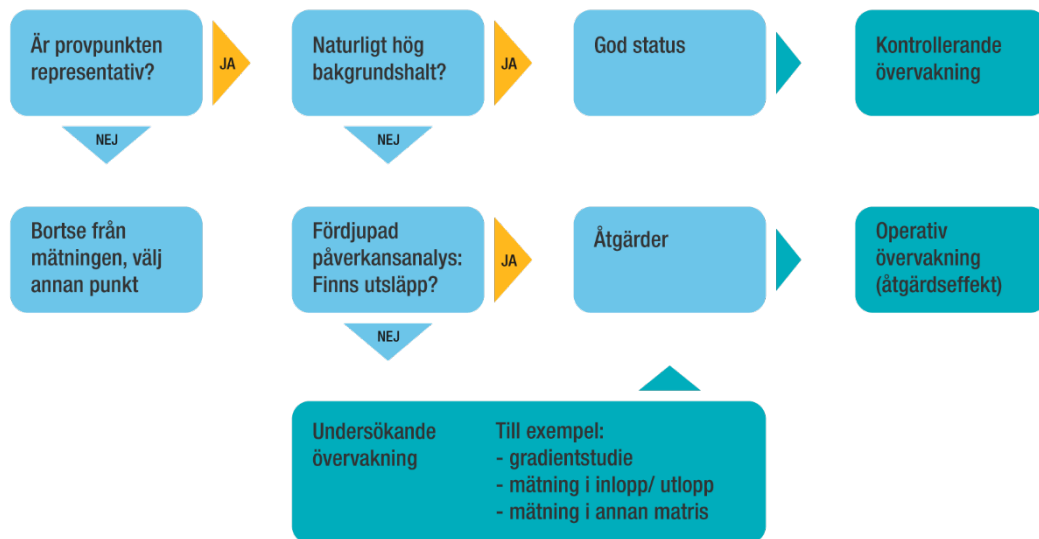 Är provpunkten
representativ?
JA
Naturligt hög
bakgrundshalt?
JA
God status
Kontrollerande
övervakning
NEJ
NEJ
Bortse från
mätningen, välj
annan punkt
Fördjupad
påverkansanalys:
Finns utsläpp?
JA
Åtgärder
Operativ
övervakning
(åtgärdseffekt)
NEJ
Undersökande
övervakning
Till exempel:
- gradientstudie
- mätning i inlopp/ utlopp
- mätning i annan matris